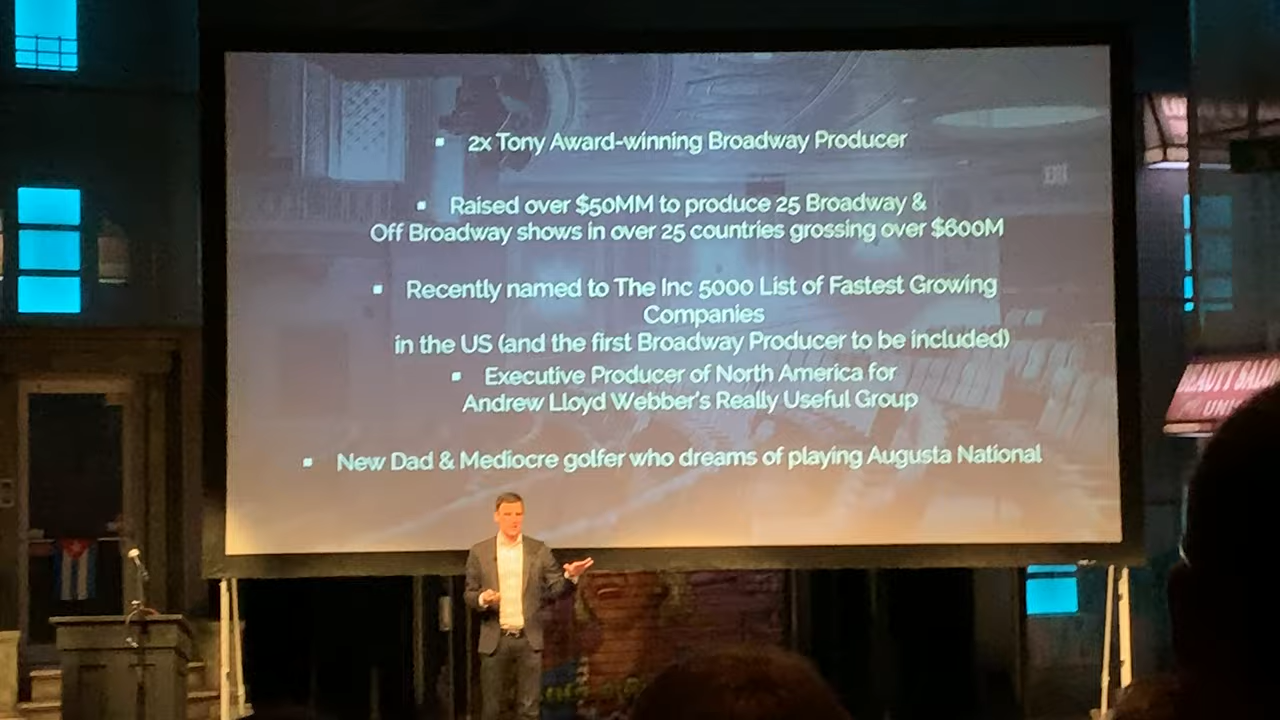 ▪ 2x Tony Award-winning Broadway Producer
▪ Raised over $50MM to produce 25 Broadway &
Off Broadway shows in over 25 countries grossing over $600M
▪ Recently named to The Inc 5000 List of Fastest Growing
Companies
in the US (and the first Broadway Producer to be included)
▪ Executive Producer of North America for
Andrew Lloyd Webber's Really Useful Group
▪ New Dad & Mediocre golfer who dreams of playing Augusta National
EXIT
BEAUTY SALON